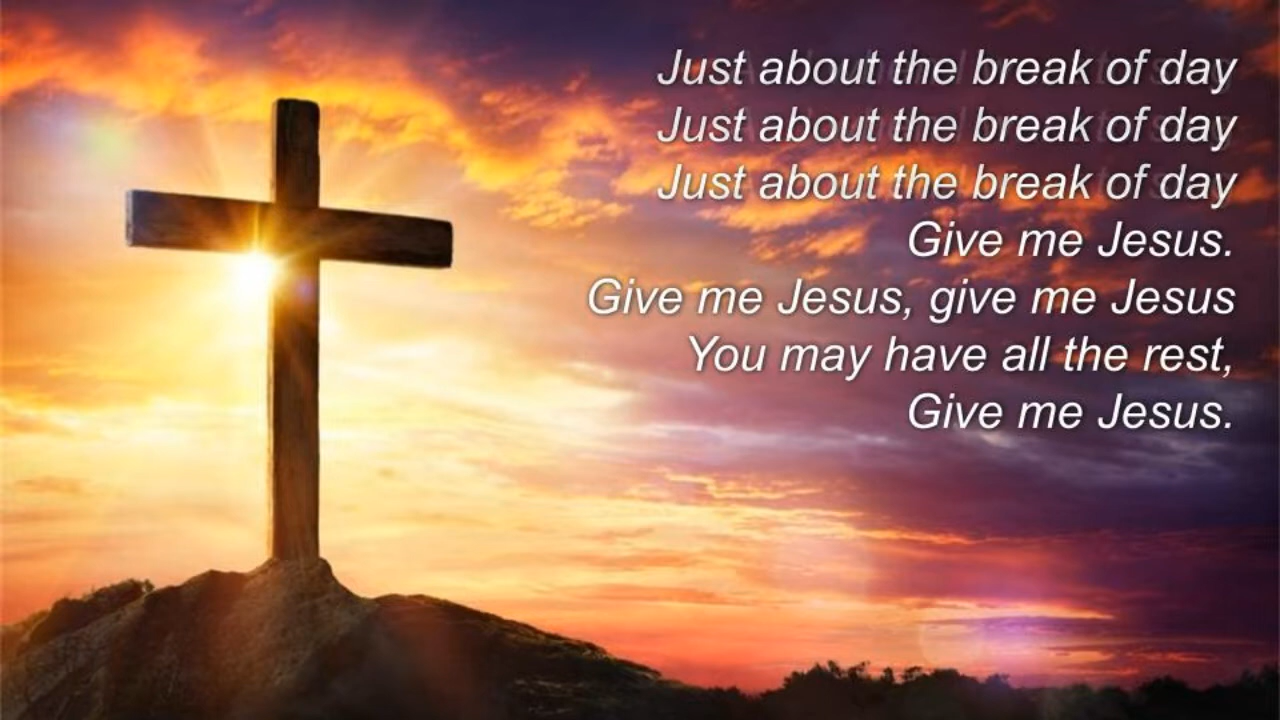 Just about the break of day
Just about the break of day
Just about the break of day
Give me Jesus.
Give me Jesus, give me Jesus
You may have all the rest,
Give me Jesus.